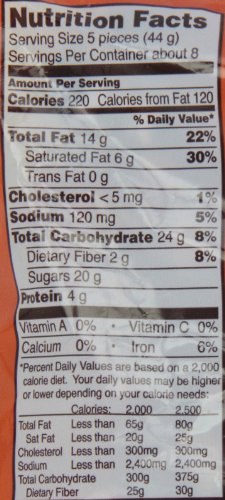 Nutrition Facts
Serving Size 5 pieces (44 g)
Servings Per Container about 8
Amount Per Serving
Calories 220 Calories from Fat 120
% Daily Value*
Total Fat 14 g 22%
Saturated Fat 6 g 30%
Trans Fat 0 g
Cholesterol < 5 mg 1%
Sodium 120 mg 5%
Total Carbohydrate 24 g 8%
Dietary Fiber 2 g 8%
Sugars 20 g
Protein 4 g
Vitamin A 0% • Vitamin C 0%
Calcium 0% • Iron 6%
*Percent Daily Values are based on a 2,000
calorie diet. Your daily values may be higher
or lower depending on your calorie needs:
Calories: 2,000 2,500
Total Fat Less than 65g 80g
Sat Fat Less than 20g 25g
Cholesterol Less than 300mg 300mg
Sodium Less than 2,400mg 2,400mg
Total Carbohydrate 300g 375g
Dietary Fiber 25g 30g